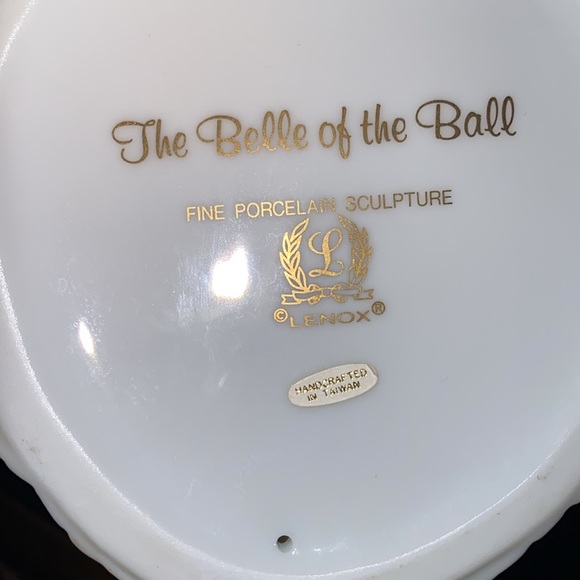 The Belle of the Ball
FINE PORCELAIN SCULPTURE
L
©LENOX®
HANDCRAFTED
IN TAIWAN